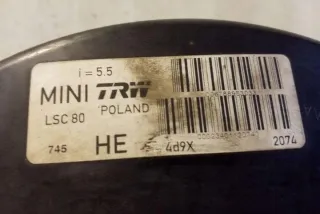 i = 5.5
MINI TRW
LSC 80 POLAND
745 HE 4d9X 2074